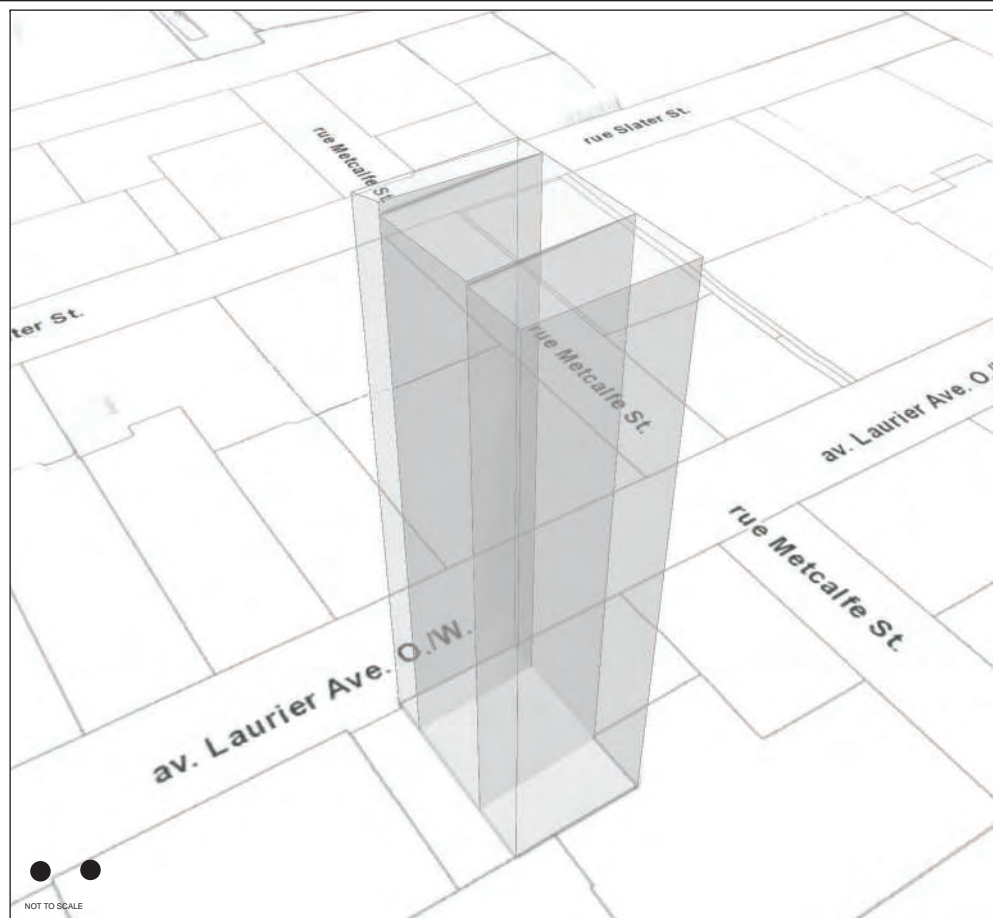 rue Slater St.
rue Metcalfe St.
ter St.
rue Metcalfe St.
av. Laurier Ave. O./
rue Metcalfe St.
av. Laurier Ave. O./W.
NOT TO SCALE